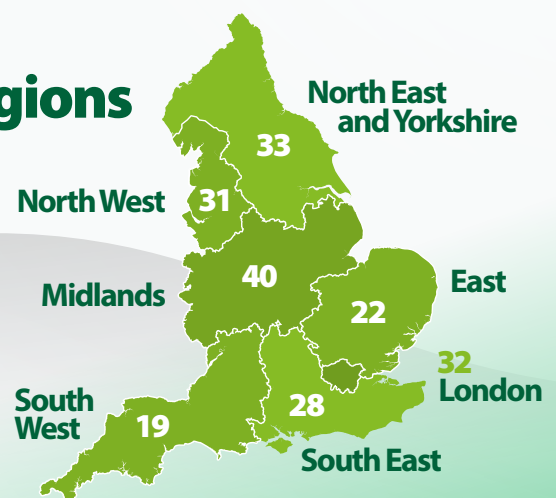 gions
North East
and Yorkshire
33
North West
31
Midlands
40
East
22
32
London
South
West
19
28
South East